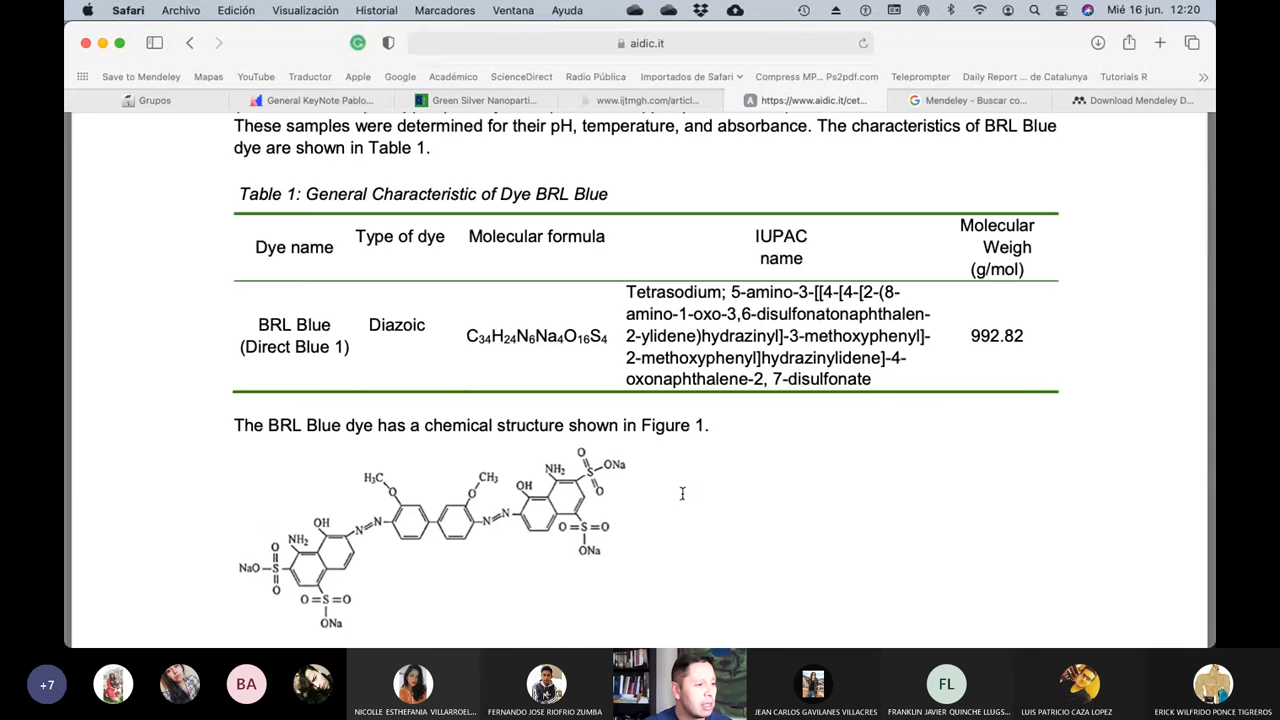 Safari Archivo Edición Visualización Historial Marcadores Ventana Ayuda Mié 16 jun. 12:20
aidic.it
Save to Mendeley Mapas YouTube Traductor Apple Google Académico ScienceDirect Radio Pública Importados de Safari Compress MP... Ps2pdf.com Teleprompter Daily Report ... de Catalunya Tutorials R
Grupos General KeyNote Pablo... Green Silver Nanoparti... www.ijtmgh.com/articl... https://www.aidic.it/cet... Mendeley - Buscar co... Download Mendeley D...
These samples were determined for their pH, temperature, and absorbance. The characteristics of BRL Blue
dye are shown in Table 1.
Table 1: General Characteristic of Dye BRL Blue
Dye name Type of dye Molecular formula IUPAC name Molecular Weigh (g/mol)
BRL Blue (Direct Blue 1) Diazoic C₃₄H₂₄N₆Na₄O₁₆S₄
Tetrasodium; 5-amino-3-[[4-[4-[2-(8-
amino-1-oxo-3,6-disulfonatonaphthalen-
2-ylidene)hydrazinyl]-3-methoxyphenyl]-
2-methoxyphenyl]hydrazinylidene]-4-
oxonaphthalene-2, 7-disulfonate
992.82
The BRL Blue dye has a chemical structure shown in Figure 1.
O
H₃C CH₃ NH₂ S ONa
O O OH O
N N N N
OH O S O
NH₂ ONa
O
NaO S
O
O S O
ONa
+7 BA FL
NICOLLE ESTHEFANIA VILLARROEL... FERNANDO JOSE RIOFRIO ZUMBA JEAN CARLOS GAVILANES VILLACRES FRANKLIN JAVIER QUINCHE LLUGS... LUIS PATRICIO CAZA LOPEZ ERICK WILFRIDO PONCE TIGREROS